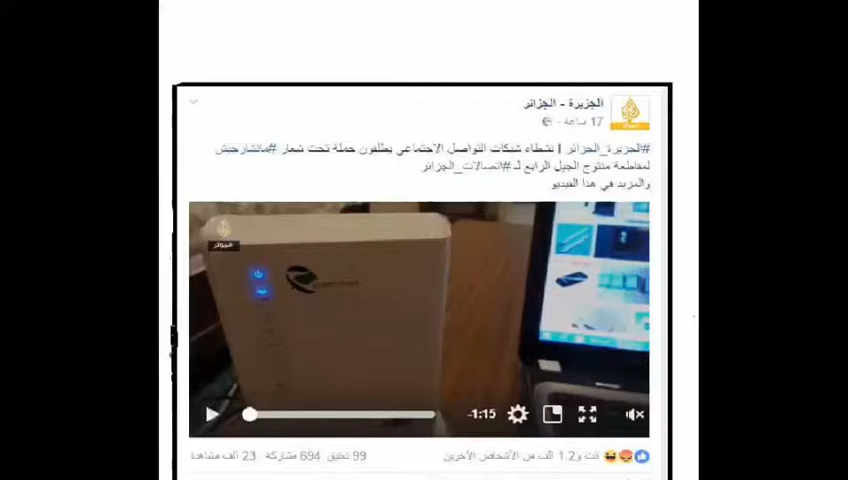 الجزيرة - الجزائر
17 ساعة ·
#الجزيرة_الجزائر | نشطاء شبكات التواصل الاجتماعي يطلقون حملة تحت شعار #ماتشارجيش
لمقاطعة منتوج الجيل الرابع لـ #اتصالات_الجزائر
والمزيد في هذا الفيديو
الجزائر
-1:15
أنت و1.2 ألف من الأشخاص الآخرين
99 تعليق 694 مشاركة 23 ألف مشاهدة